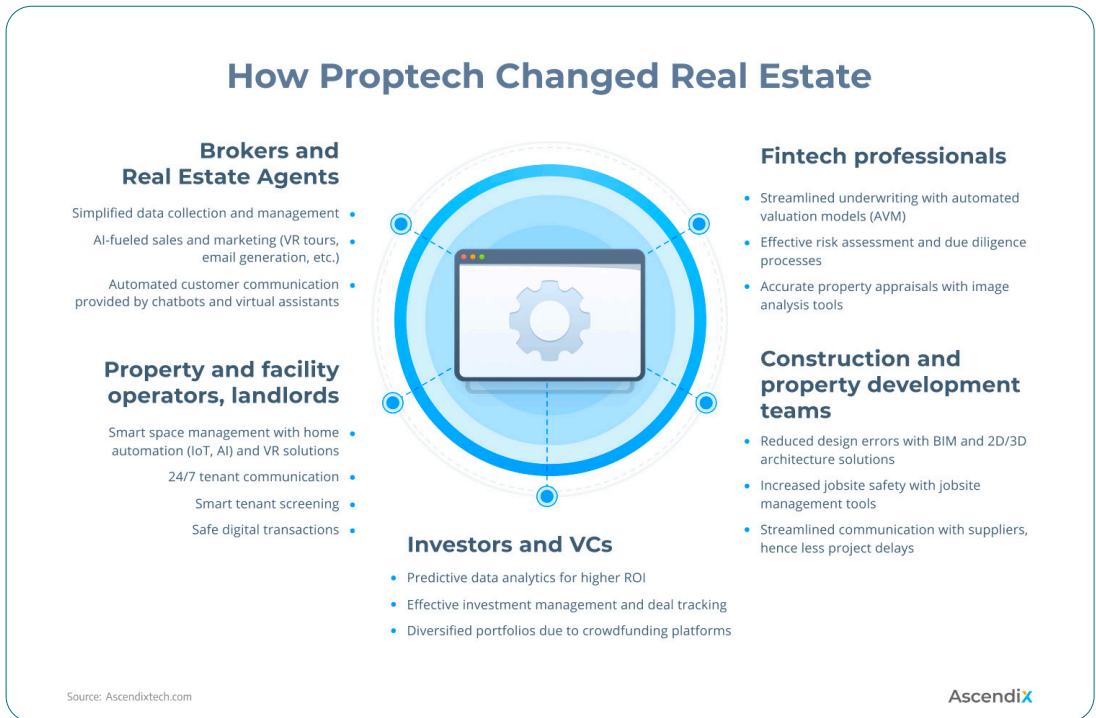 How Proptech Changed Real Estate
Brokers and
Real Estate Agents
Simplified data collection and management
AI-fueled sales and marketing (VR tours,
email generation, etc.)
Automated customer communication
provided by chatbots and virtual assistants
Property and facility
operators, landlords
Smart space management with home
automation (IoT, AI) and VR solutions
24/7 tenant communication
Smart tenant screening
Safe digital transactions
Investors and VCs
Predictive data analytics for higher ROI
Effective investment management and deal tracking
Diversified portfolios due to crowdfunding platforms
Fintech professionals
Streamlined underwriting with automated
valuation models (AVM)
Effective risk assessment and due diligence
processes
Accurate property appraisals with image
analysis tools
Construction and
property development
teams
Reduced design errors with BIM and 2D/3D
architecture solutions
Increased jobsite safety with jobsite
management tools
Streamlined communication with suppliers,
hence less project delays
Source: Ascendixtech.com
Ascendix